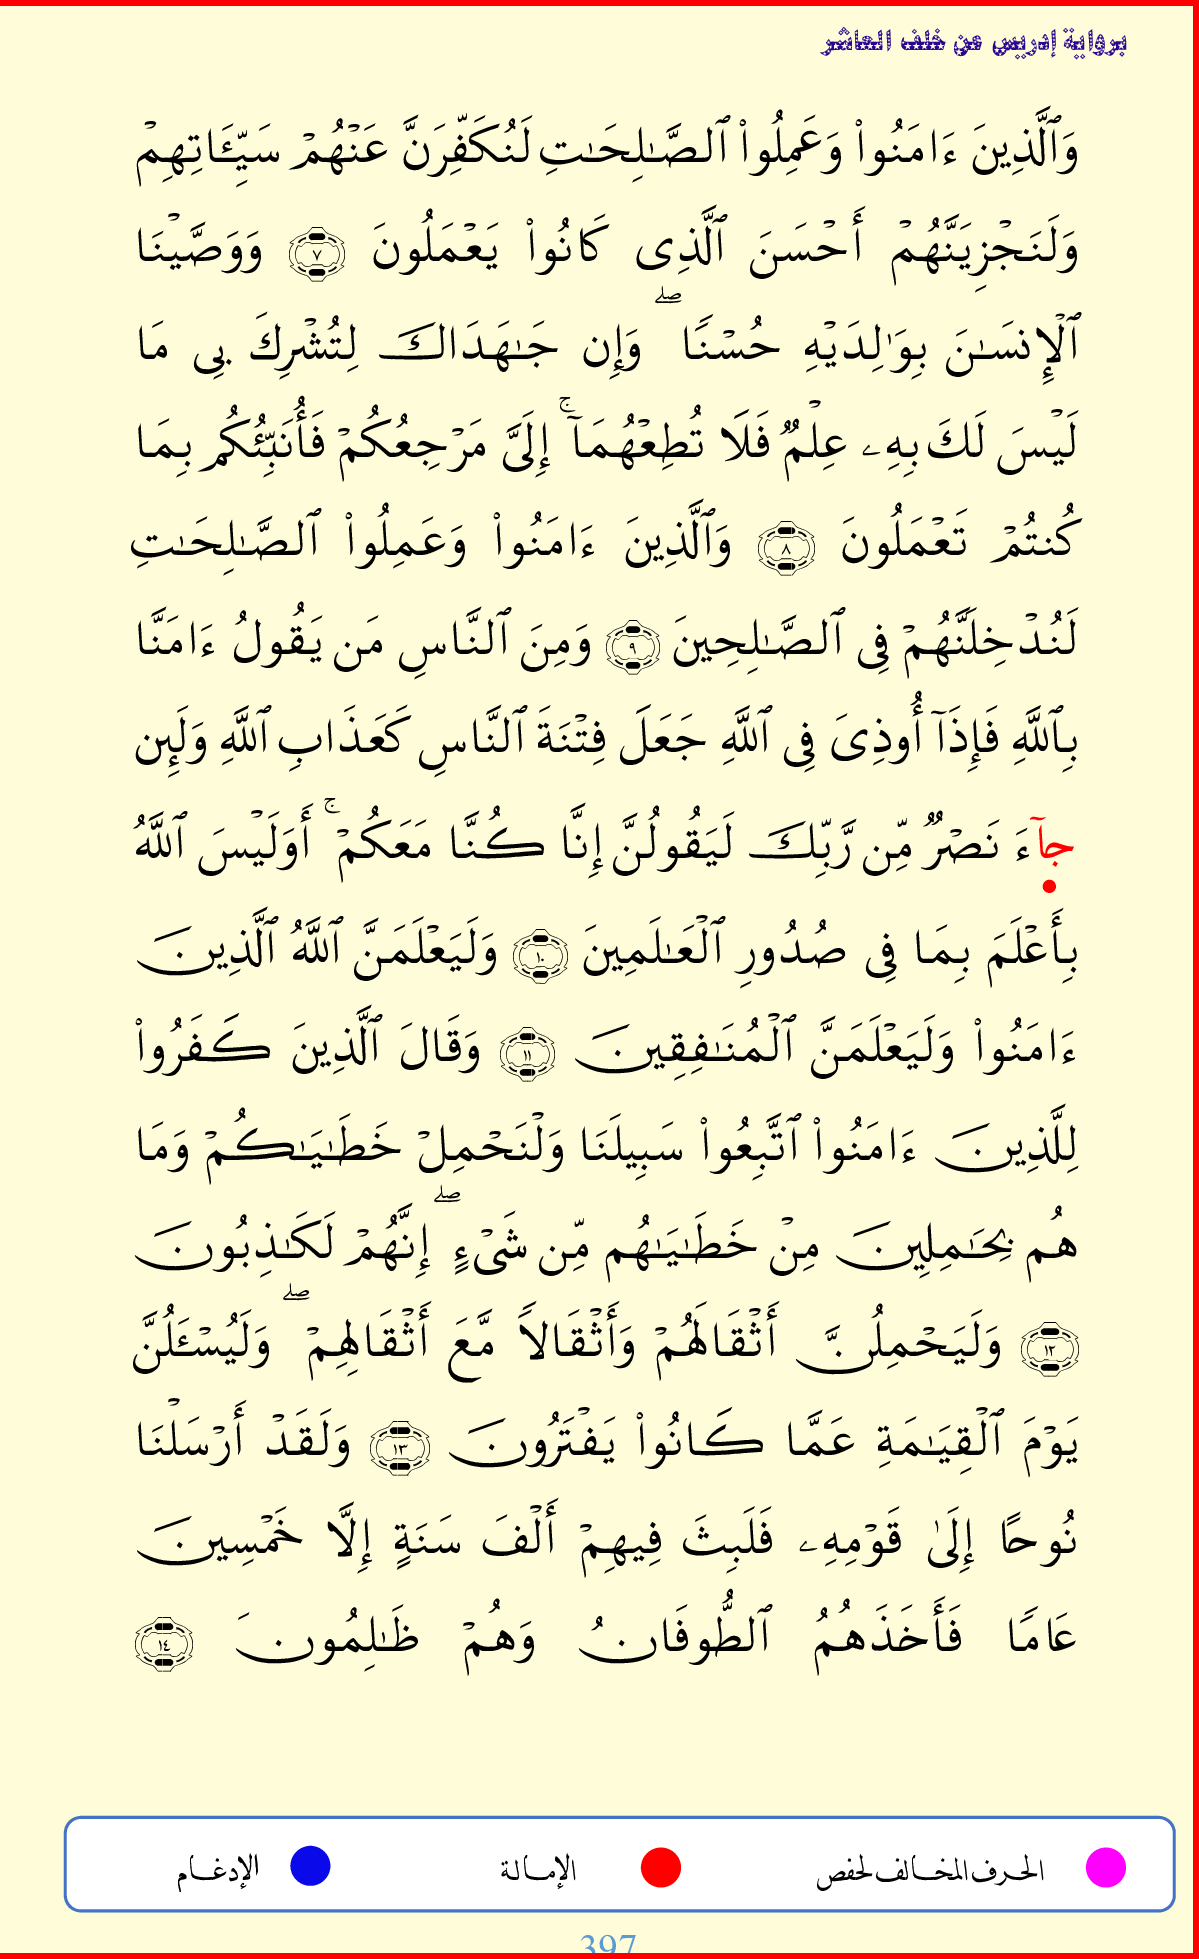 برواية إدريس عن خلف العاشر
وَٱلَّذِينَ ءَامَنُوا۟ وَعَمِلُوا۟ ٱلصَّـٰلِحَـٰتِ لَنُكَفِّرَنَّ عَنْهُمْ سَيِّـَٔاتِهِمْ
وَلَنَجْزِيَنَّهُمْ أَحْسَنَ ٱلَّذِى كَانُوا۟ يَعْمَلُونَ ٧ وَوَصَّيْنَا
ٱلْإِنسَـٰنَ بِوَٰلِدَيْهِ حُسْنًا ۖ وَإِن جَـٰهَدَاكَ لِتُشْرِكَ بِى مَا
لَيْسَ لَكَ بِهِۦ عِلْمٌ فَلَا تُطِعْهُمَآ ۚ إِلَىَّ مَرْجِعُكُمْ فَأُنَبِّئُكُم بِمَا
كُنتُمْ تَعْمَلُونَ ٨ وَٱلَّذِينَ ءَامَنُوا۟ وَعَمِلُوا۟ ٱلصَّـٰلِحَـٰتِ
لَنُدْخِلَنَّهُمْ فِى ٱلصَّـٰلِحِينَ ٩ وَمِنَ ٱلنَّاسِ مَن يَقُولُ ءَامَنَّا
بِٱللَّهِ فَإِذَآ أُوذِىَ فِى ٱللَّهِ جَعَلَ فِتْنَةَ ٱلنَّاسِ كَعَذَابِ ٱللَّهِ وَلَئِن
جآءَ نَصْرٌ مِّن رَّبِّكَ لَيَقُولُنَّ إِنَّا كُنَّا مَعَكُمْ ۚ أَوَلَيْسَ ٱللَّهُ
بِأَعْلَمَ بِمَا فِى صُدُورِ ٱلْعَـٰلَمِينَ ١٠ وَلَيَعْلَمَنَّ ٱللَّهُ ٱلَّذِينَ
ءَامَنُوا۟ وَلَيَعْلَمَنَّ ٱلْمُنَـٰفِقِينَ ١١ وَقَالَ ٱلَّذِينَ كَفَرُوا۟
لِلَّذِينَ ءَامَنُوا۟ ٱتَّبِعُوا۟ سَبِيلَنَا وَلْنَحْمِلْ خَطَـٰيَـٰكُمْ وَمَا
هُم بِحَـٰمِلِينَ مِنْ خَطَـٰيَـٰهُم مِّن شَىْءٍ ۖ إِنَّهُمْ لَكَـٰذِبُونَ
١٢ وَلَيَحْمِلُنَّ أَثْقَالَهُمْ وَأَثْقَالًا مَّعَ أَثْقَالِهِمْ ۖ وَلَيُسْـَٔلُنَّ
يَوْمَ ٱلْقِيَـٰمَةِ عَمَّا كَانُوا۟ يَفْتَرُونَ ١٣ وَلَقَدْ أَرْسَلْنَا
نُوحًا إِلَىٰ قَوْمِهِۦ فَلَبِثَ فِيهِمْ أَلْفَ سَنَةٍ إِلَّا خَمْسِينَ
عَامًا فَأَخَذَهُمُ ٱلطُّوفَانُ وَهُمْ ظَـٰلِمُونَ ١٤
الحرف المخالف لحفص الإمالة الإدغام
397